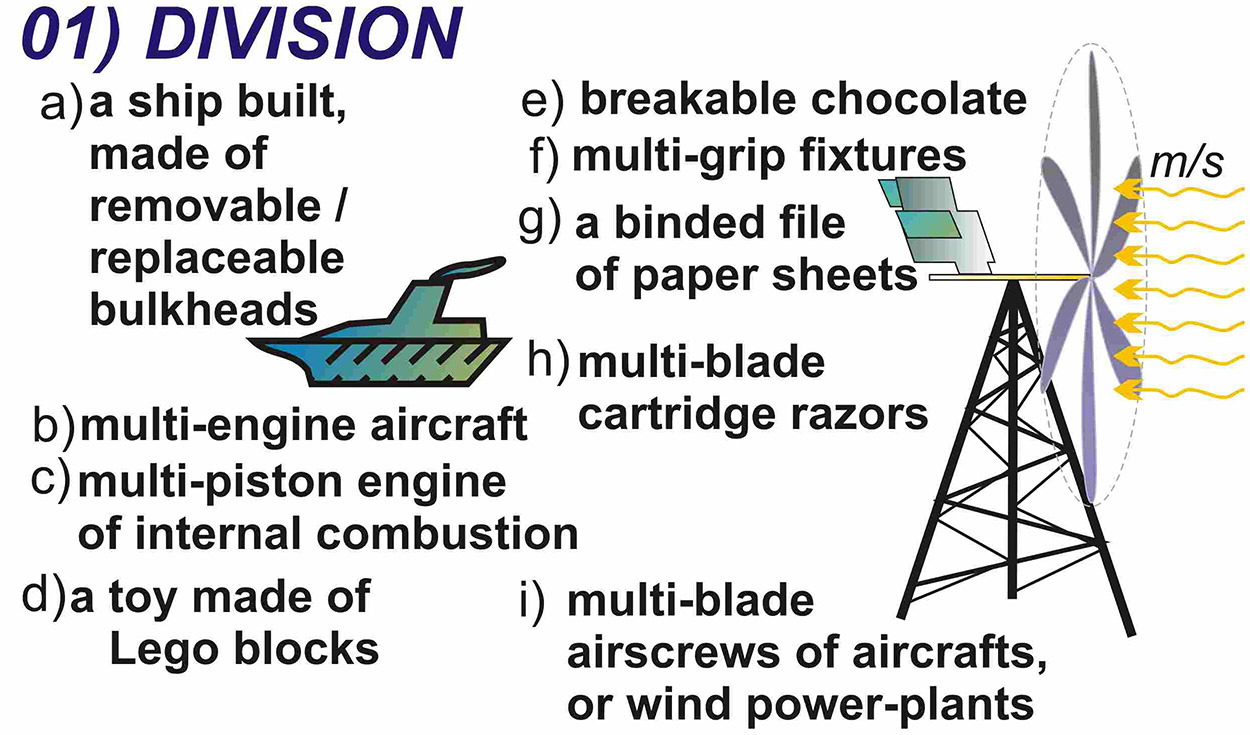 01) DIVISION
a) a ship built,
made of
removable /
replaceable
bulkheads
b) multi-engine aircraft
c) multi-piston engine
of internal combustion
d) a toy made of
Lego blocks
e) breakable chocolate
f) multi-grip fixtures
g) a binded file
of paper sheets
h) multi-blade
cartridge razors
i) multi-blade
airscrews of aircrafts,
or wind power-plants
m/s